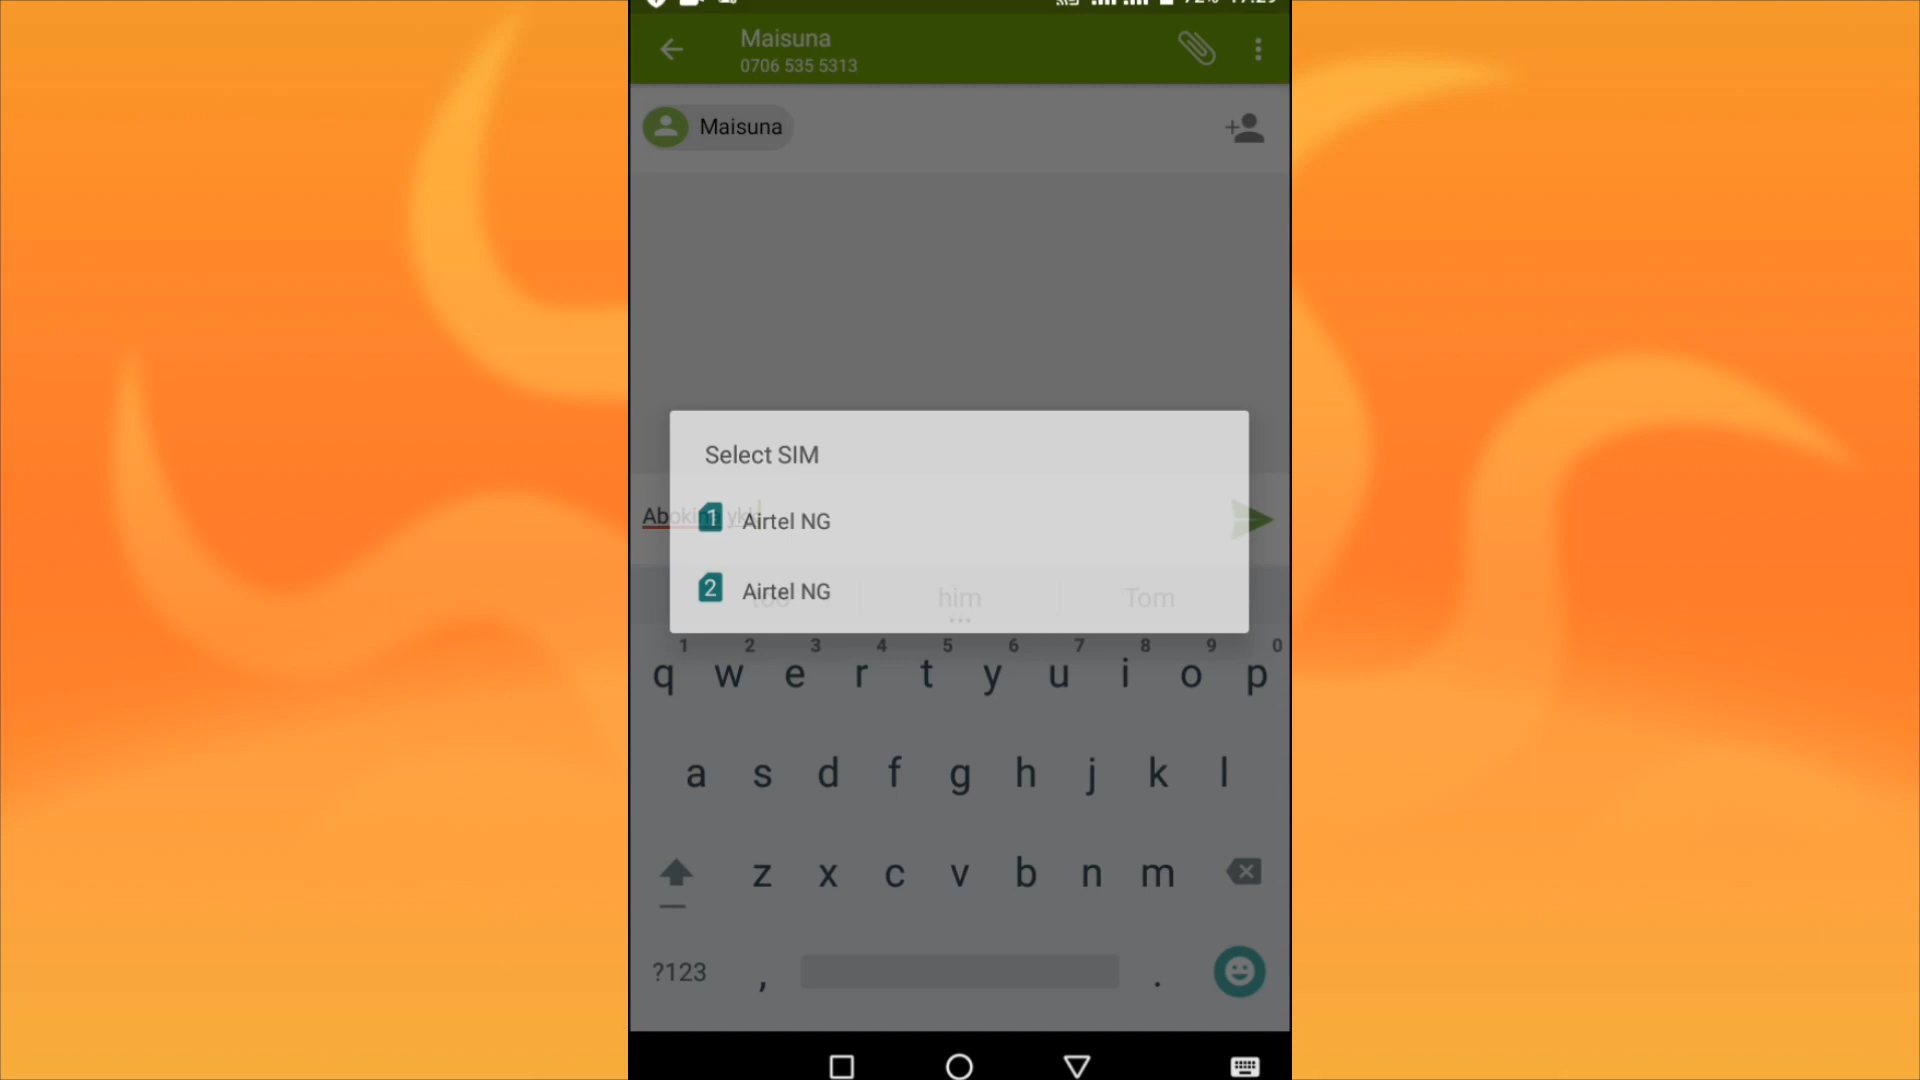 Maisuna
0706 535 5313
Maisuna
Select SIM
1 Airtel NG
2 Airtel NG
him
Tom
1 2 3 4 5 6 7 8 9 0
q w e r t y u i o p
a s d f g h j k l
z x c v b n m
?123 , .